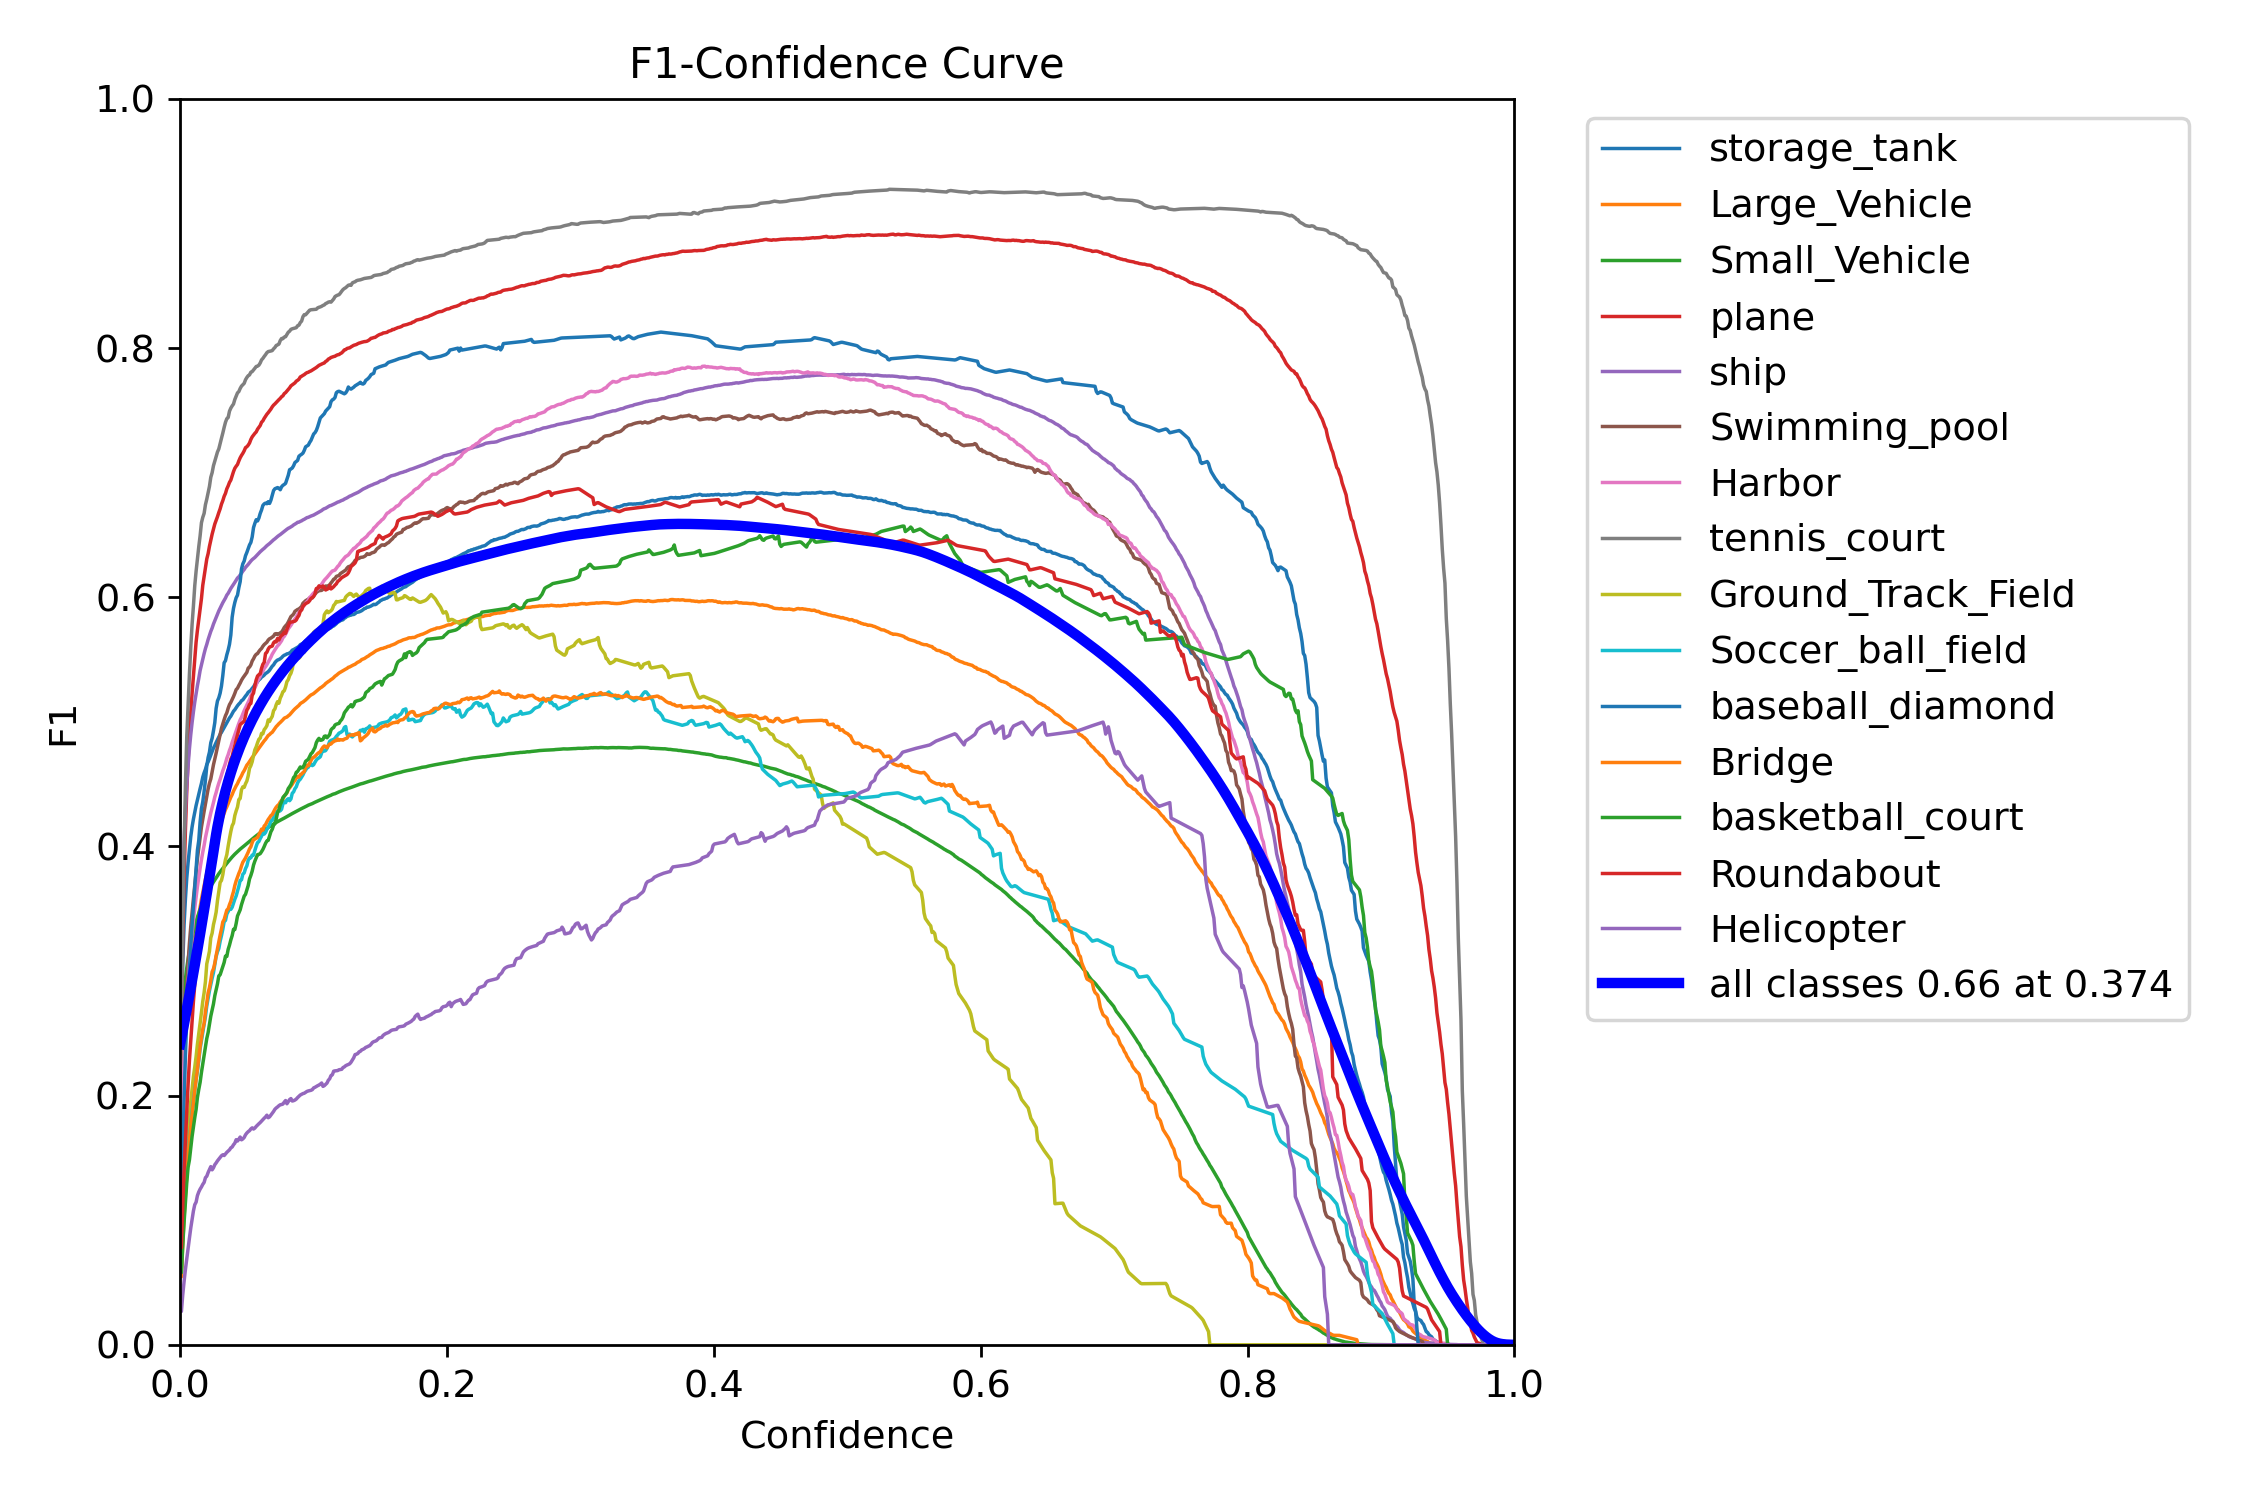 F1-Confidence Curve
1.0
0.8
0.6
0.4
0.2
0.0
F1
0.0 0.2 0.4 0.6 0.8 1.0
Confidence
storage_tank
Large_Vehicle
Small_Vehicle
plane
ship
Swimming_pool
Harbor
tennis_court
Ground_Track_Field
Soccer_ball_field
baseball_diamond
Bridge
basketball_court
Roundabout
Helicopter
all classes 0.66 at 0.374